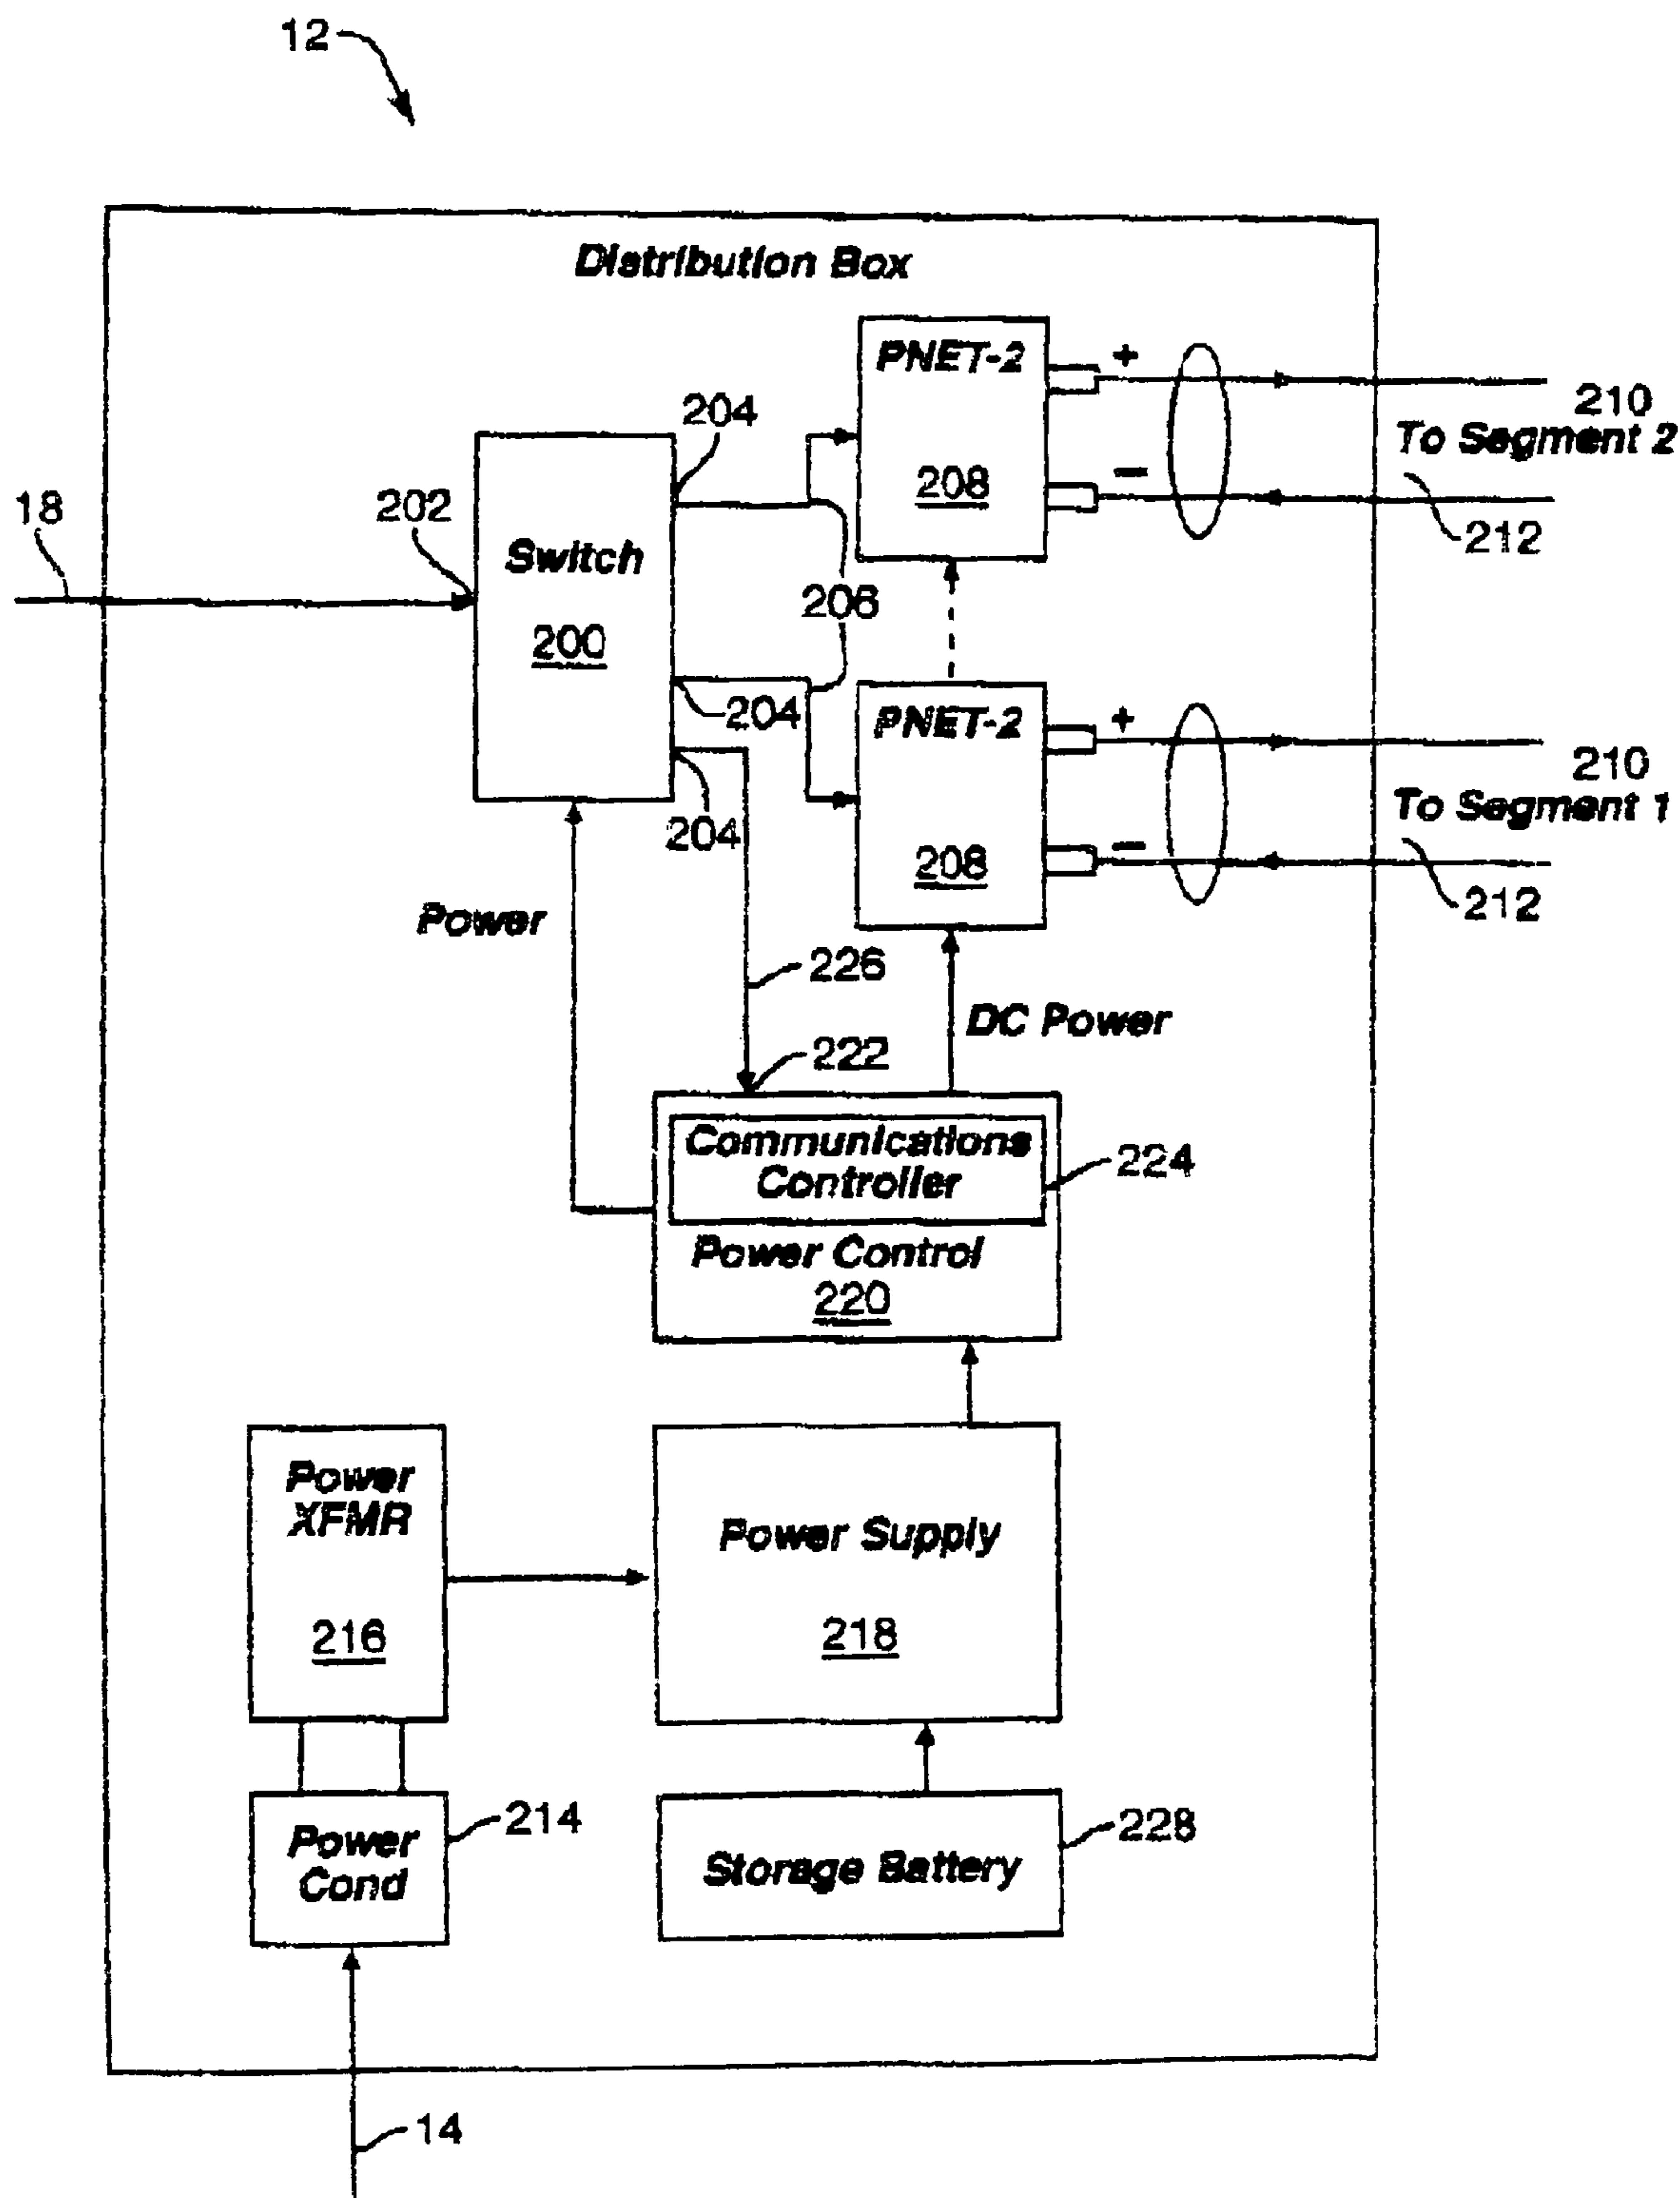 12
Distribution Box
PNET-2
+
210
To Segment 2
204
208
−
212
18
202
Switch
200
206
204
PNET-2
+
210
To Segment 1
204
208
−
212
Power
226
DC Power
222
Communications
Controller
224
Power Control
220
Power
XFMR
216
Power Supply
218
214
Power
Cond
228
Storage Battery
14